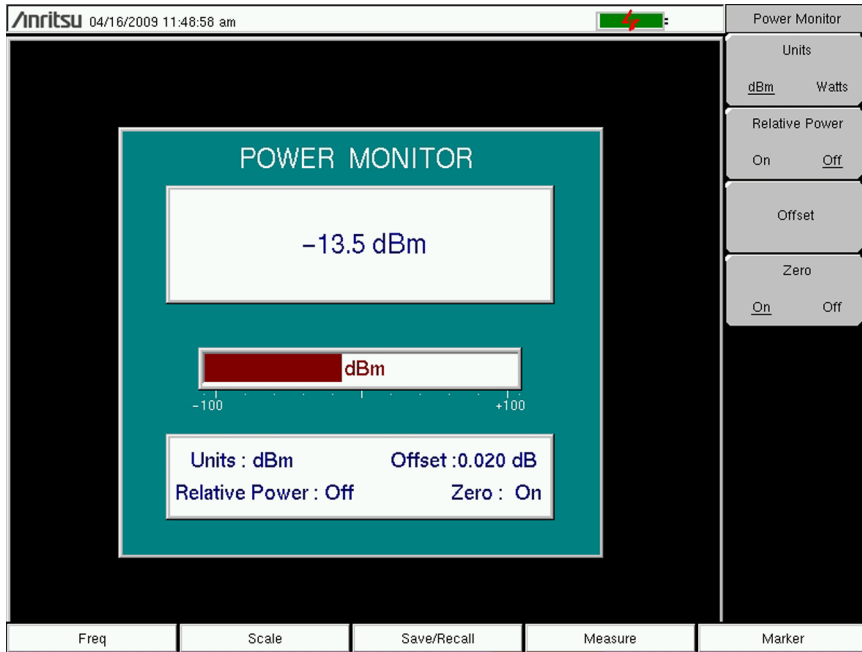 /Inritsu 04/16/2009 11:48:58 am
Power Monitor
Units
dBm Watts
Relative Power
On Off
Offset
Zero
On Off
POWER MONITOR
−13.5 dBm
dBm
−100 +100
Units : dBm Offset :0.020 dB
Relative Power : Off Zero : On
Freq Scale Save/Recall Measure Marker